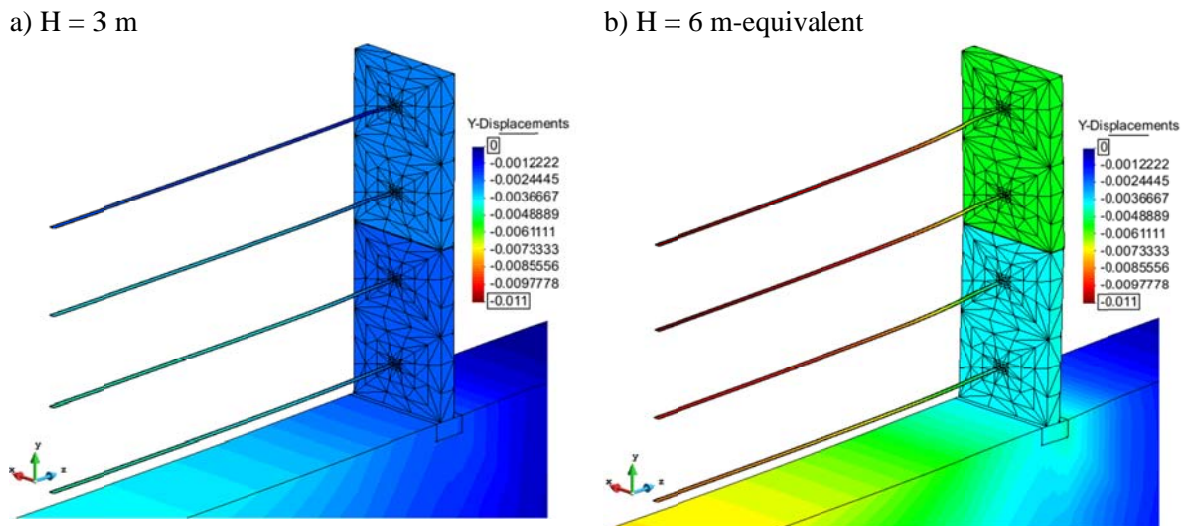 a) H = 3 m
b) H = 6 m-equivalent
Y-Displacements
0
-0.0012222
-0.0024445
-0.0036667
-0.0048889
-0.0061111
-0.0073333
-0.0085556
-0.0097778
-0.011
y
x
z
Y-Displacements
0
-0.0012222
-0.0024445
-0.0036667
-0.0048889
-0.0061111
-0.0073333
-0.0085556
-0.0097778
-0.011
y
x
z